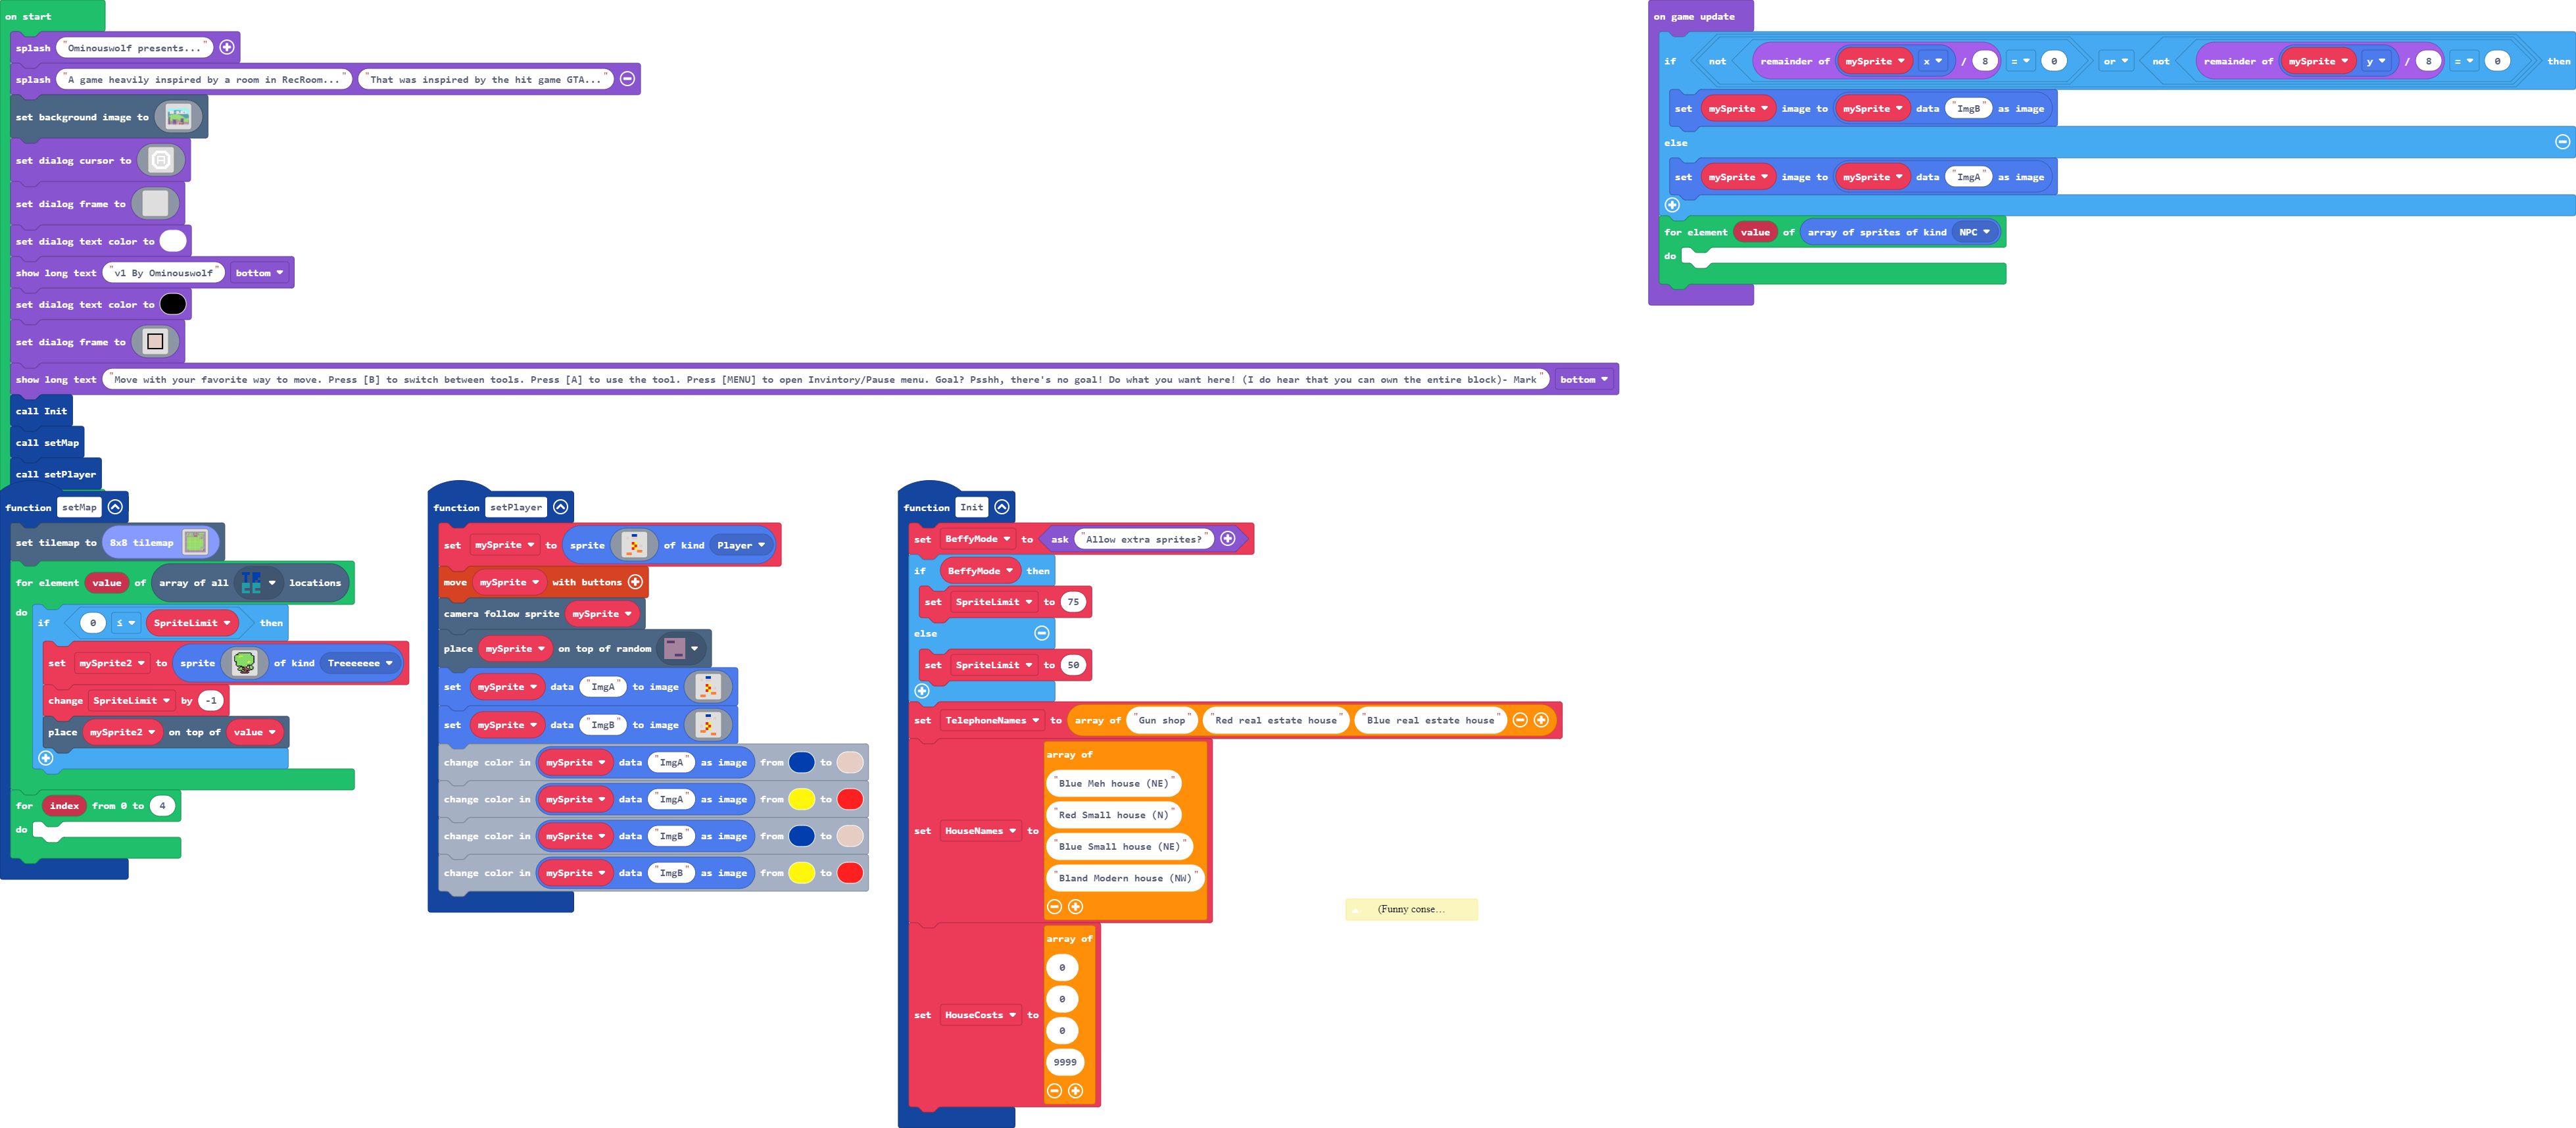 on start
splash "Ominouswolf presents..."
splash "A game heavily inspired by a room in RecRoom..." "That was inspired by the hit game GTA..."
set background image to
set dialog cursor to
set dialog frame to
set dialog text color to
show long text "v1 By Ominouswolf" bottom
set dialog text color to
set dialog frame to
show long text "Move with your favorite way to move. Press [B] to switch between tools. Press [A] to use the tool. Press [MENU] to open Invintory/Pause menu. Goal? Psshh, there's no goal! Do what you want here! (I do hear that you can own the entire block)- Mark" bottom
call Init
call setMap
call setPlayer
on game update
if not remainder of mySprite x / 8 = 0 or not remainder of mySprite y / 8 = 0 then
set mySprite image to mySprite data "ImgB" as image
else
set mySprite image to mySprite data "ImgA" as image
for element value of array of sprites of kind NPC
do
function setMap
set tilemap to 8x8 tilemap
for element value of array of all TREE locations
do
if 0 ≤ SpriteLimit then
set mySprite2 to sprite of kind Treeeeeee
change SpriteLimit by -1
place mySprite2 on top of value
for index from 0 to 4
do
function setPlayer
set mySprite to sprite of kind Player
move mySprite with buttons
camera follow sprite mySprite
place mySprite on top of random
set mySprite data "ImgA" to image
set mySprite data "ImgB" to image
change color in mySprite data "ImgA" as image from to
change color in mySprite data "ImgA" as image from to
change color in mySprite data "ImgB" as image from to
change color in mySprite data "ImgB" as image from to
function Init
set BeffyMode to ask "Allow extra sprites?"
if BeffyMode then
set SpriteLimit to 75
else
set SpriteLimit to 50
set TelephoneNames to array of "Gun shop" "Red real estate house" "Blue real estate house"
set HouseNames to array of
"Blue Meh house (NE)"
"Red Small house (N)"
"Blue Small house (NE)"
"Bland Modern house (NW)"
set HouseCosts to array of
0
0
0
9999
(Funny conse...